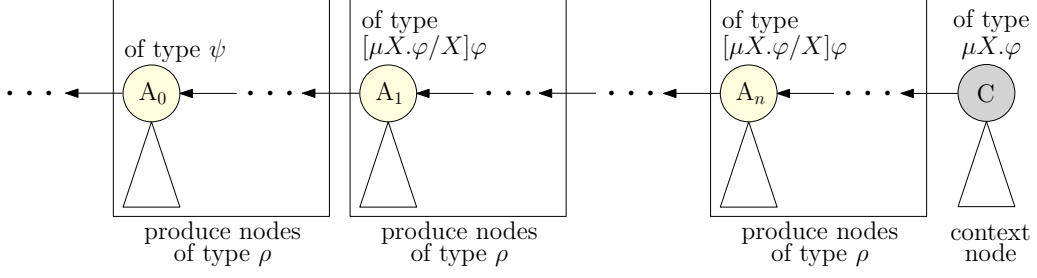 of type ψ
of type
[μX.φ/X]φ
of type
[μX.φ/X]φ
of type
μX.φ
A₀
A₁
Aₙ
C
produce nodes
of type ρ
produce nodes
of type ρ
produce nodes
of type ρ
context
node